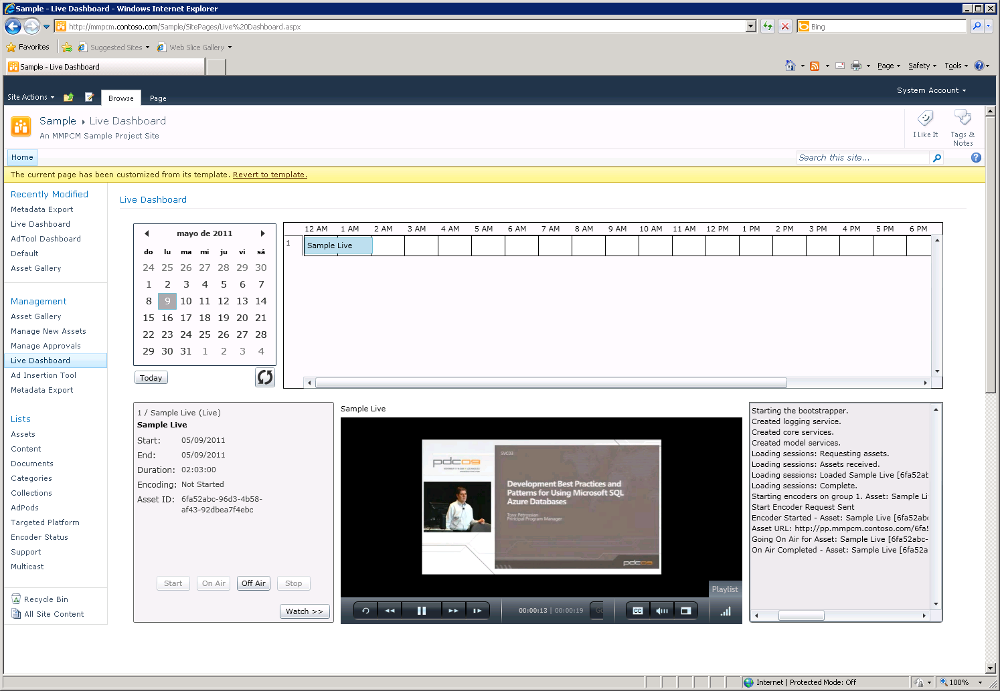 Sample - Live Dashboard - Windows Internet Explorer
http://mmpcm.contoso.com/Sample/SitePages/Live%20Dashboard.aspx
Bing
Favorites
Suggested Sites
Web Slice Gallery
Sample - Live Dashboard
Page
Safety
Tools
Site Actions
Browse
Page
System Account
Sample ▸ Live Dashboard
An MMPCM Sample Project Site
I Like It
Tags &
Notes
Home
Search this site...
The current page has been customized from its template. Revert to template.
Recently Modified
Metadata Export
Live Dashboard
AdTool Dashboard
Default
Asset Gallery
Management
Asset Gallery
Manage New Assets
Manage Approvals
Live Dashboard
Ad Insertion Tool
Metadata Export
Lists
Assets
Content
Documents
Categories
Collections
AdPods
Targeted Platform
Encoder Status
Support
Multicast
Recycle Bin
All Site Content
Live Dashboard
mayo de 2011
do lu ma mi ju vi sá
24 25 26 27 28 29 30
1 2 3 4 5 6 7
8 9 10 11 12 13 14
15 16 17 18 19 20 21
22 23 24 25 26 27 28
29 30 31 1 2 3 4
Today
12 AM 1 AM 2 AM 3 AM 4 AM 5 AM 6 AM 7 AM 8 AM 9 AM 10 AM 11 AM 12 PM 1 PM 2 PM 3 PM 4 PM 5 PM 6 PM
1 Sample Live
1 / Sample Live (Live)
Sample Live
Start: 05/09/2011
End: 05/09/2011
Duration: 02:03:00
Encoding: Not Started
Asset ID: 6fa52abc-96d3-4b58-
af43-92dbea7f4ebc
Start On Air Off Air Stop
Watch >>
Sample Live
pdc09
SVC03
Development Best Practices and
Patterns for Using Microsoft SQL
Azure Databases
Tony Petrossian
Principal Program Manager
pdc09
Playlist
00:00:13 | 00:00:19
CC
Starting the bootstrapper.
Created logging service.
Created core services.
Created model services.
Loading sessions: Requesting assets.
Loading sessions: Assets received.
Loading sessions: Loaded Sample Live [6fa52ab
Loading sessions: Complete.
Starting encoders on group 1. Asset: Sample Li
Start Encoder Request Sent
Encoder Started - Asset: Sample Live [6fa52abc
Asset URL: http://pp.mmpcm.contoso.com/6fa5
Going On Air for Asset: Sample Live [6fa52abc-
On Air Completed - Asset: Sample Live [6fa52a
Internet | Protected Mode: Off
100%